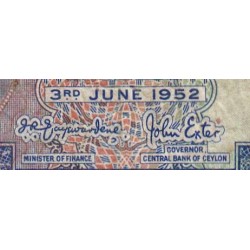 3RD JUNE 1952
J.R. Jayewardene John Exter
MINISTER OF FINANCE GOVERNOR
CENTRAL BANK OF CEYLON